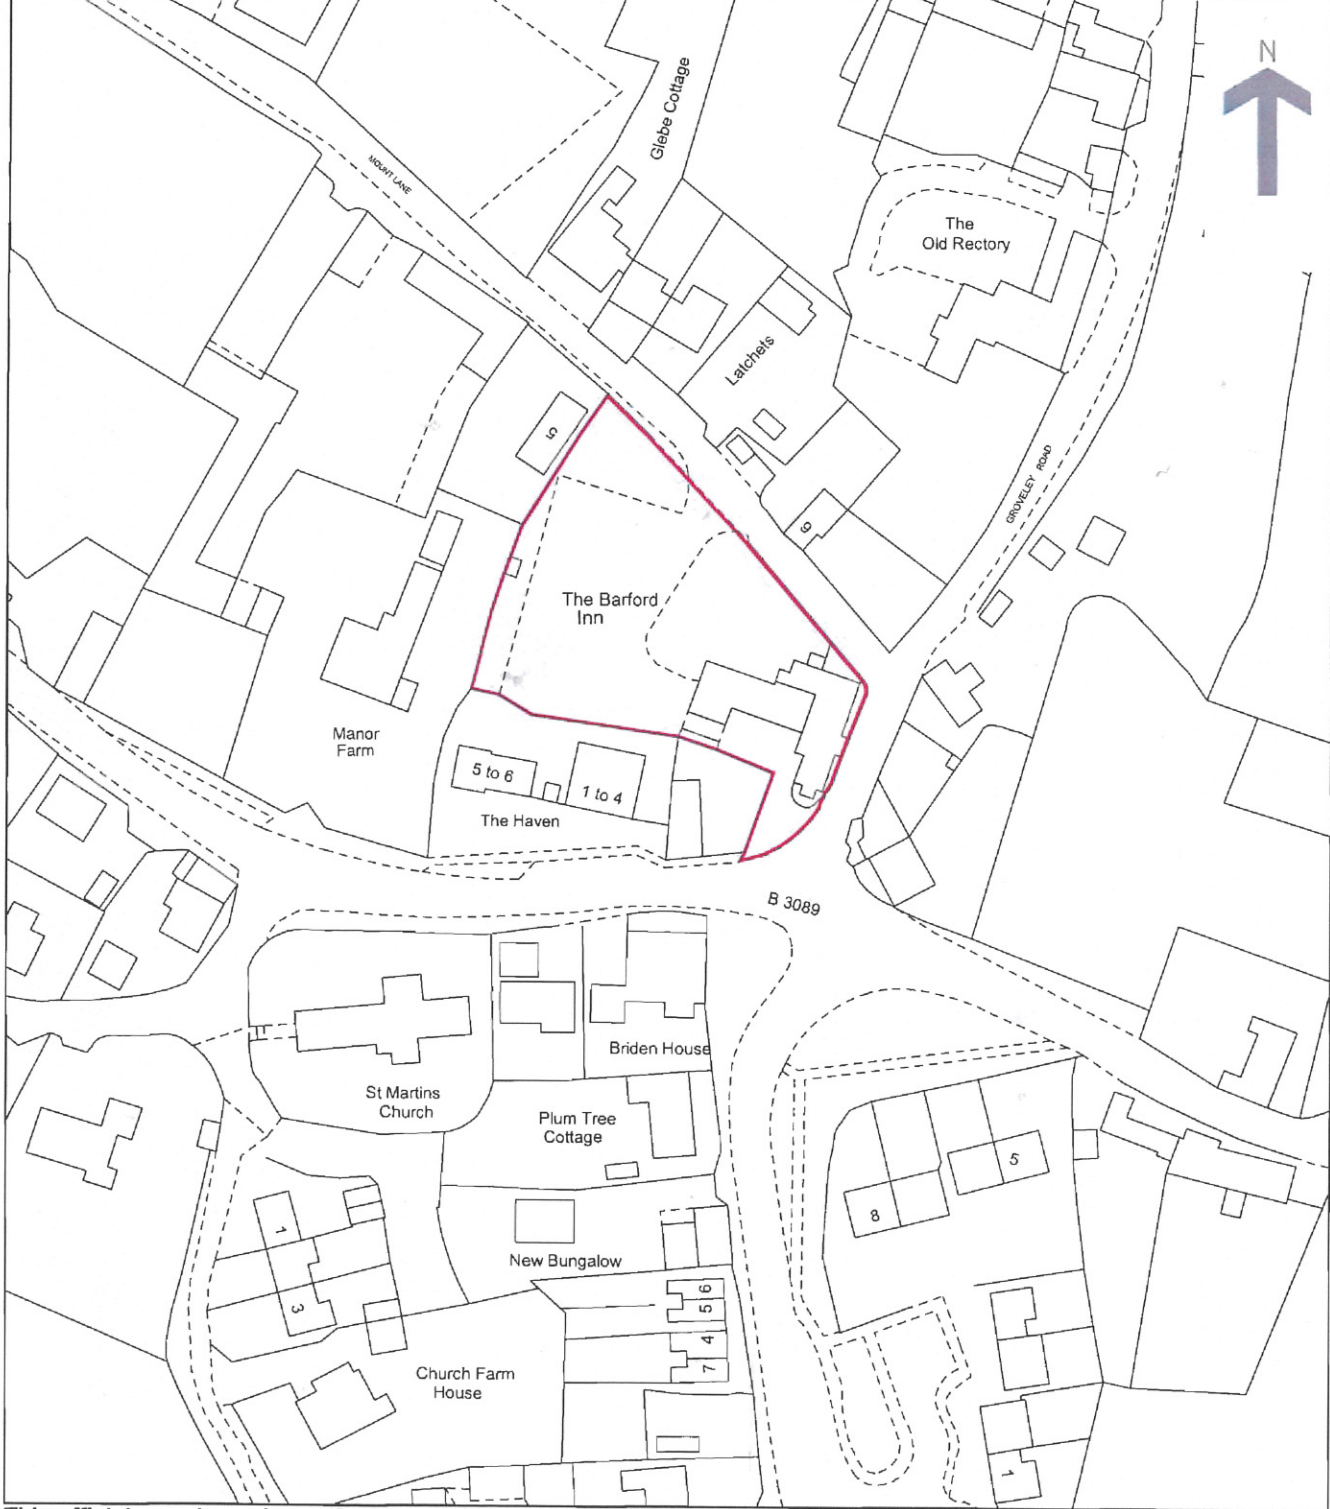 N
Glebe Cottage
MOUNT LANE
The
Old Rectory
Latchets
5
GROVELEY ROAD
9
The Barford
Inn
Manor
Farm
5 to 6
1 to 4
The Haven
B 3089
Briden House
St Martins
Church
Plum Tree
Cottage
5
8
1
New Bungalow
3
6
5
4
7
Church Farm
House
1